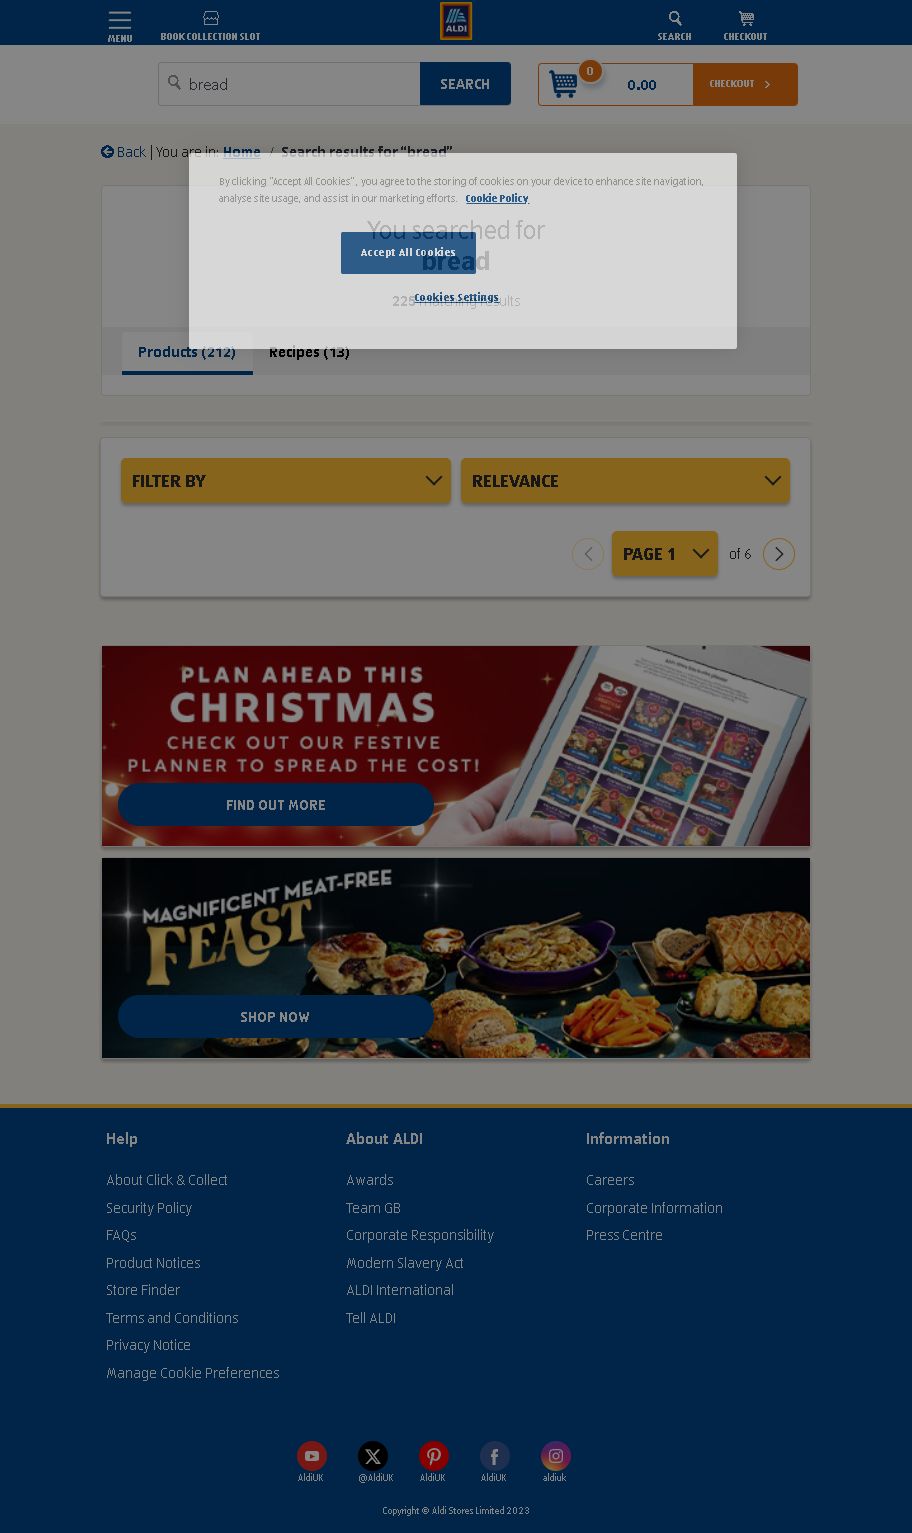 MENU
BOOK COLLECTION SLOT
ALDI
SEARCH
CHECKOUT
bread
SEARCH
0
0.00
CHECKOUT
Back | You are in: Home / Search results for “bread”
By clicking “Accept All Cookies”, you agree to the storing of cookies on your device to enhance site navigation,
analyse site usage, and assist in our marketing efforts. Cookie Policy
You searched for
Accept All Cookies
bread
Cookies Settings
225 matching results
Products (212)
Recipes (13)
FILTER BY
RELEVANCE
PAGE 1
of 6
PLAN AHEAD THIS
CHRISTMAS
CHECK OUT OUR FESTIVE
PLANNER TO SPREAD THE COST!
FIND OUT MORE
MAGNIFICENT MEAT-FREE
FEAST
SHOP NOW
Help
About Click & Collect
Security Policy
FAQs
Product Notices
Store Finder
Terms and Conditions
Privacy Notice
Manage Cookie Preferences
About ALDI
Awards
Team GB
Corporate Responsibility
Modern Slavery Act
ALDI International
Tell ALDI
Information
Careers
Corporate Information
Press Centre
AldiUK
@AldiUK
AldiUK
AldiUK
aldiuk
Copyright © Aldi Stores Limited 2023